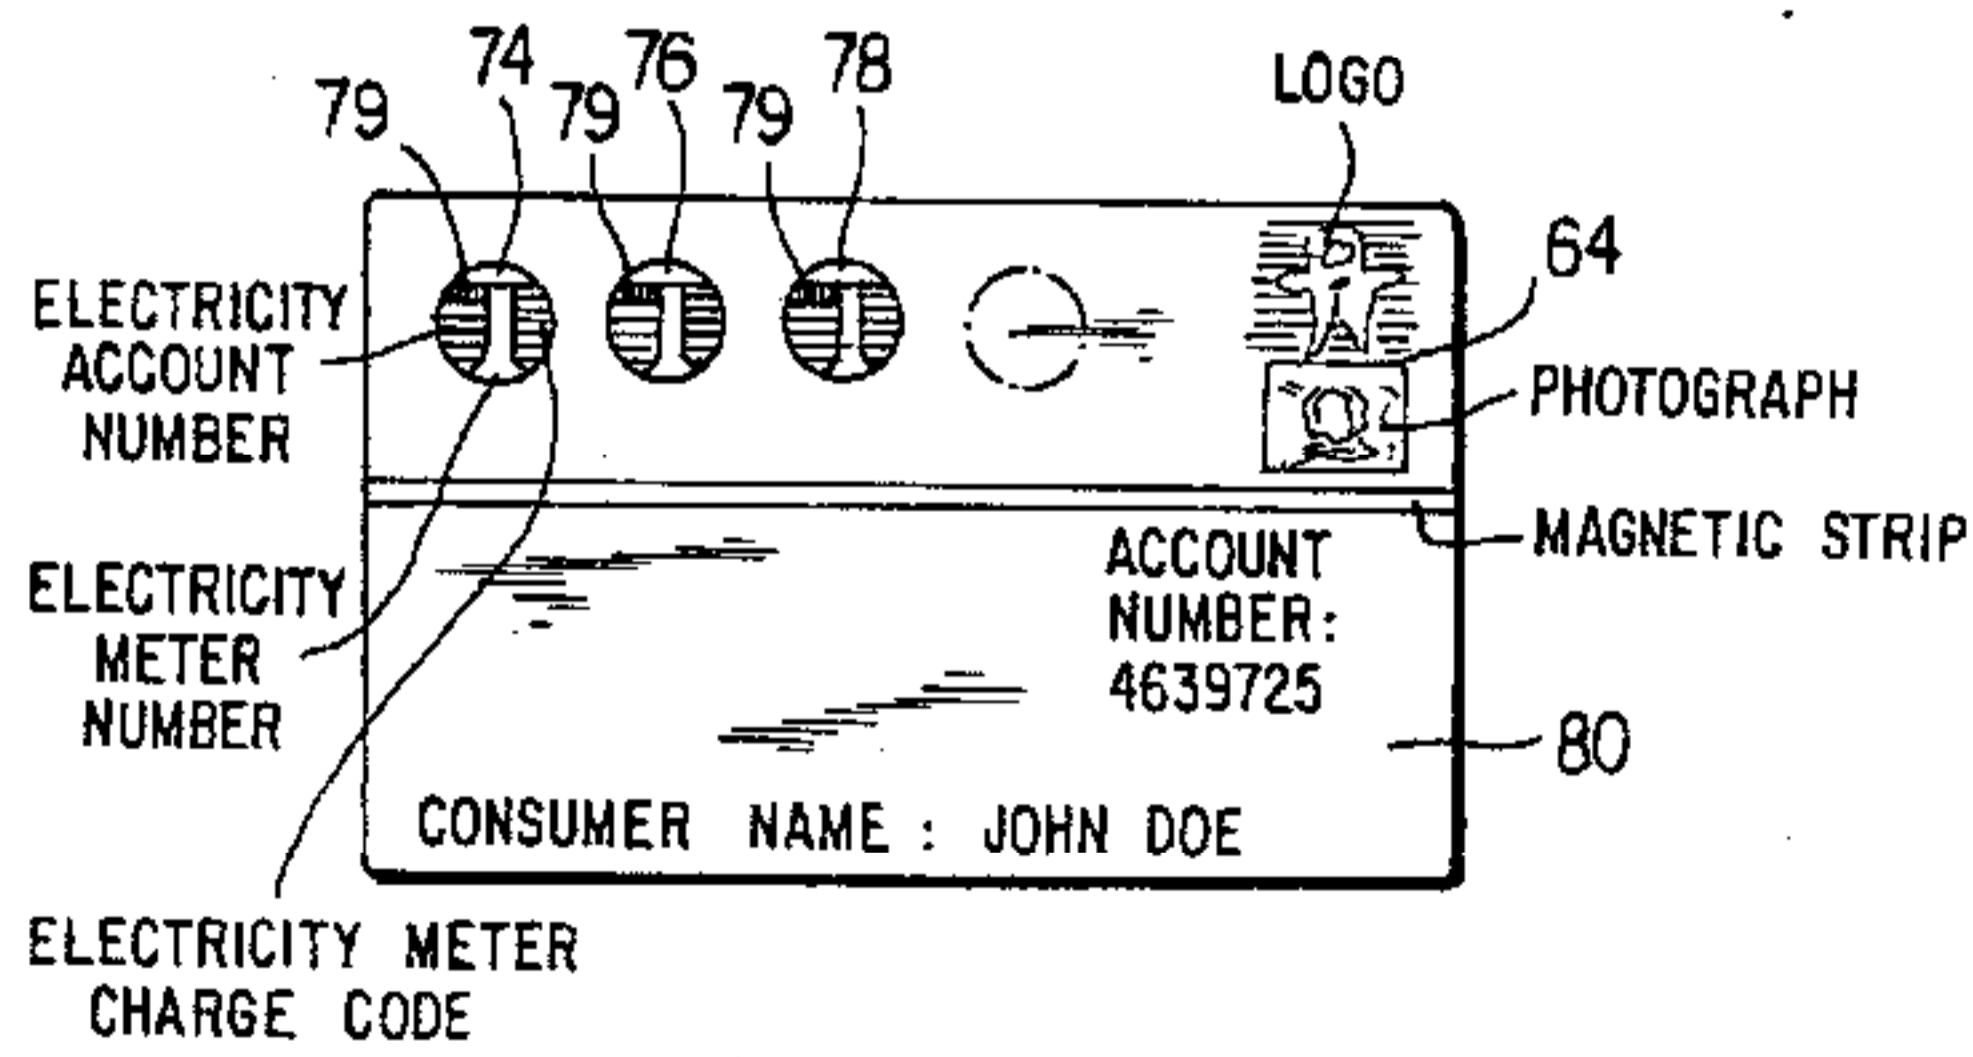 79
74
79
76
79
78
LOGO
64
ELECTRICITY
ACCOUNT
NUMBER
PHOTOGRAPH
MAGNETIC STRIP
ELECTRICITY
METER
NUMBER
ACCOUNT
NUMBER:
4639725
80
CONSUMER NAME : JOHN DOE
ELECTRICITY METER
CHARGE CODE